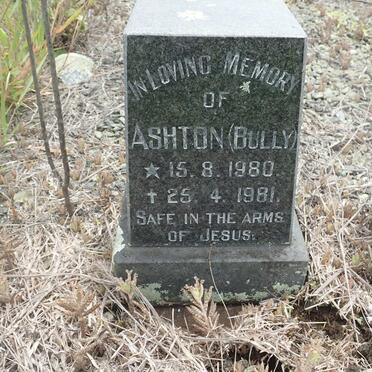 IN LOVING MEMORY
OF
ASHTON (BULLY)
★ 15. 8. 1980.
✝ 25. 4. 1981.
SAFE IN THE ARMS
OF JESUS.